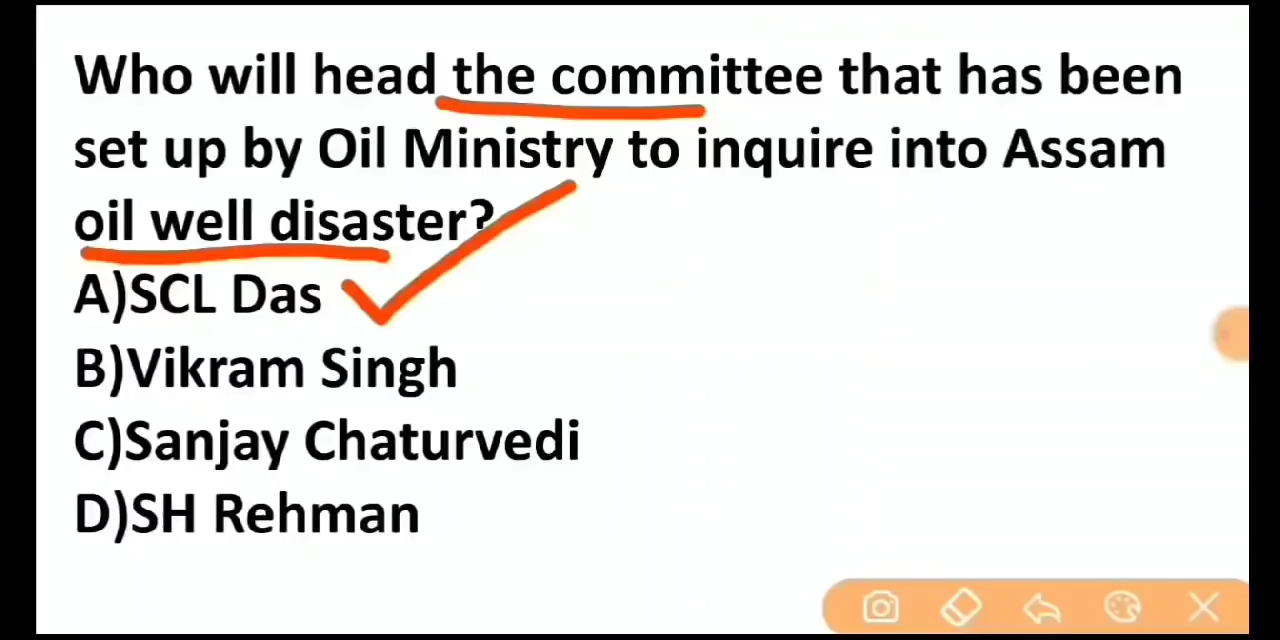 Who will head the committee that has been
set up by Oil Ministry to inquire into Assam
oil well disaster?
A)SCL Das
B)Vikram Singh
C)Sanjay Chaturvedi
D)SH Rehman